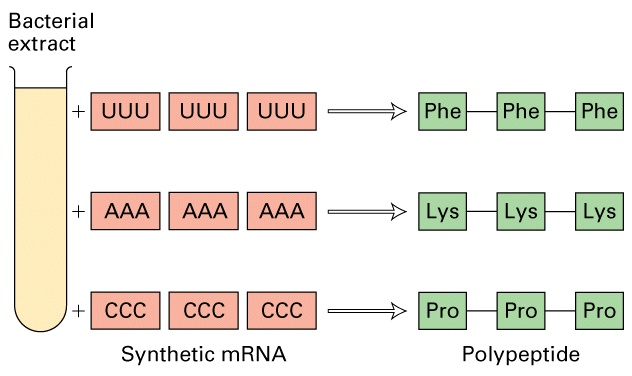 Bacterial
extract
+ UUU UUU UUU Phe Phe Phe
+ AAA AAA AAA Lys Lys Lys
+ CCC CCC CCC Pro Pro Pro
Synthetic mRNA Polypeptide